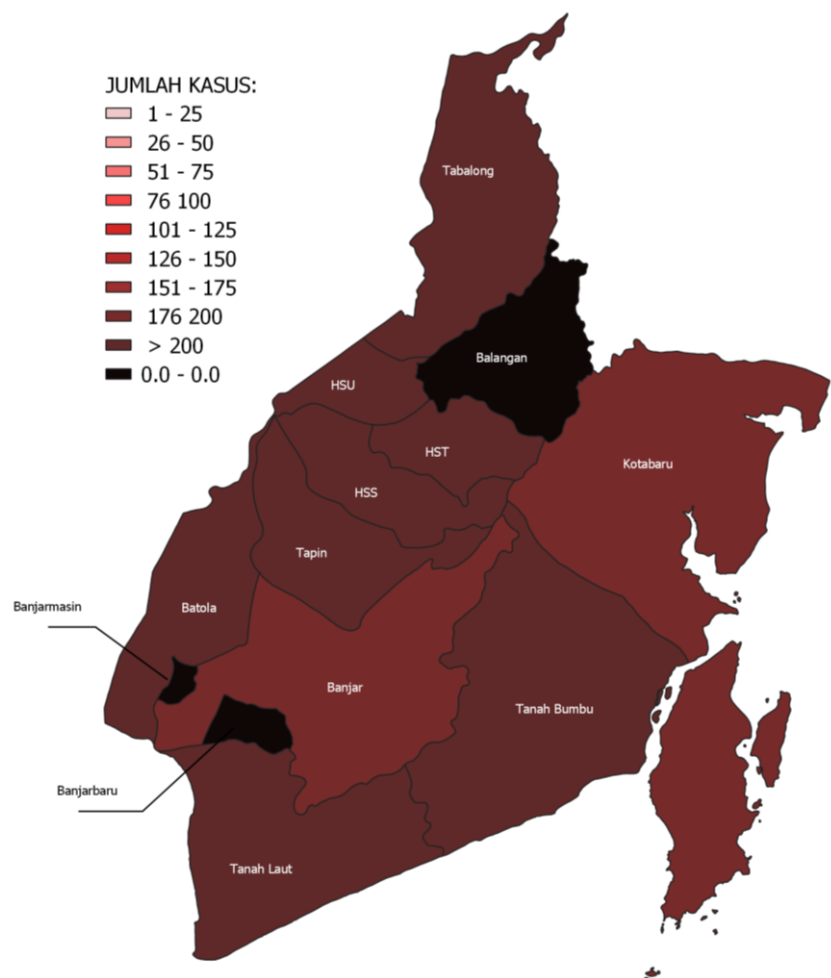 JUMLAH KASUS:
1 - 25
26 - 50
51 - 75
76 100
101 - 125
126 - 150
151 - 175
176 200
> 200
0.0 - 0.0
Tabalong
Balangan
HSU
HST
Kotabaru
HSS
Tapin
Banjarmasin
Batola
Banjar
Tanah Bumbu
Banjarbaru
Tanah Laut